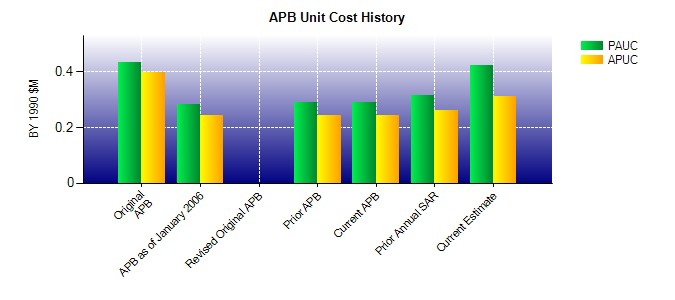 APB Unit Cost History
PAUC
APUC
BY 1990 $M
0.4
0.2
0
Original
APB
APB as of January 2006
Revised Original APB
Prior APB
Current APB
Prior Annual SAR
Current Estimate